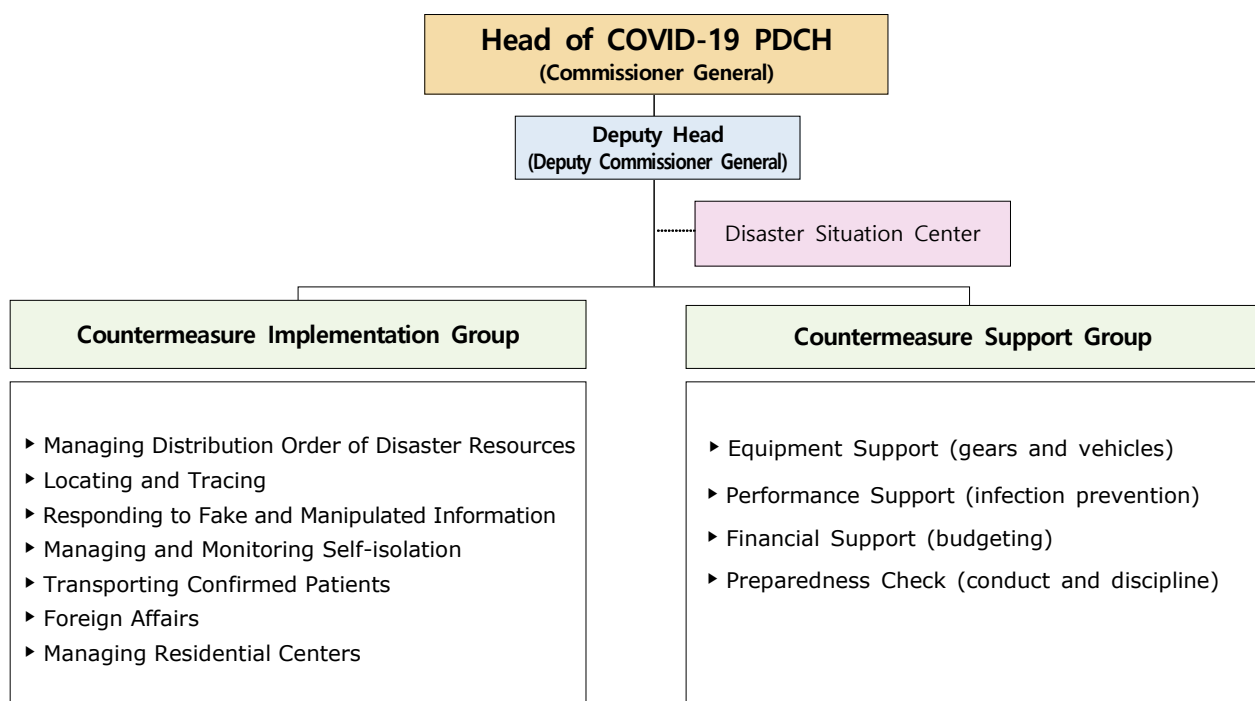 Head of COVID-19 PDCH
(Commissioner General)
Deputy Head
(Deputy Commissioner General)
Disaster Situation Center
Countermeasure Implementation Group
‣ Managing Distribution Order of Disaster Resources
‣ Locating and Tracing
‣ Responding to Fake and Manipulated Information
‣ Managing and Monitoring Self-isolation
‣ Transporting Confirmed Patients
‣ Foreign Affairs
‣ Managing Residential Centers
Countermeasure Support Group
‣ Equipment Support (gears and vehicles)
‣ Performance Support (infection prevention)
‣ Financial Support (budgeting)
‣ Preparedness Check (conduct and discipline)